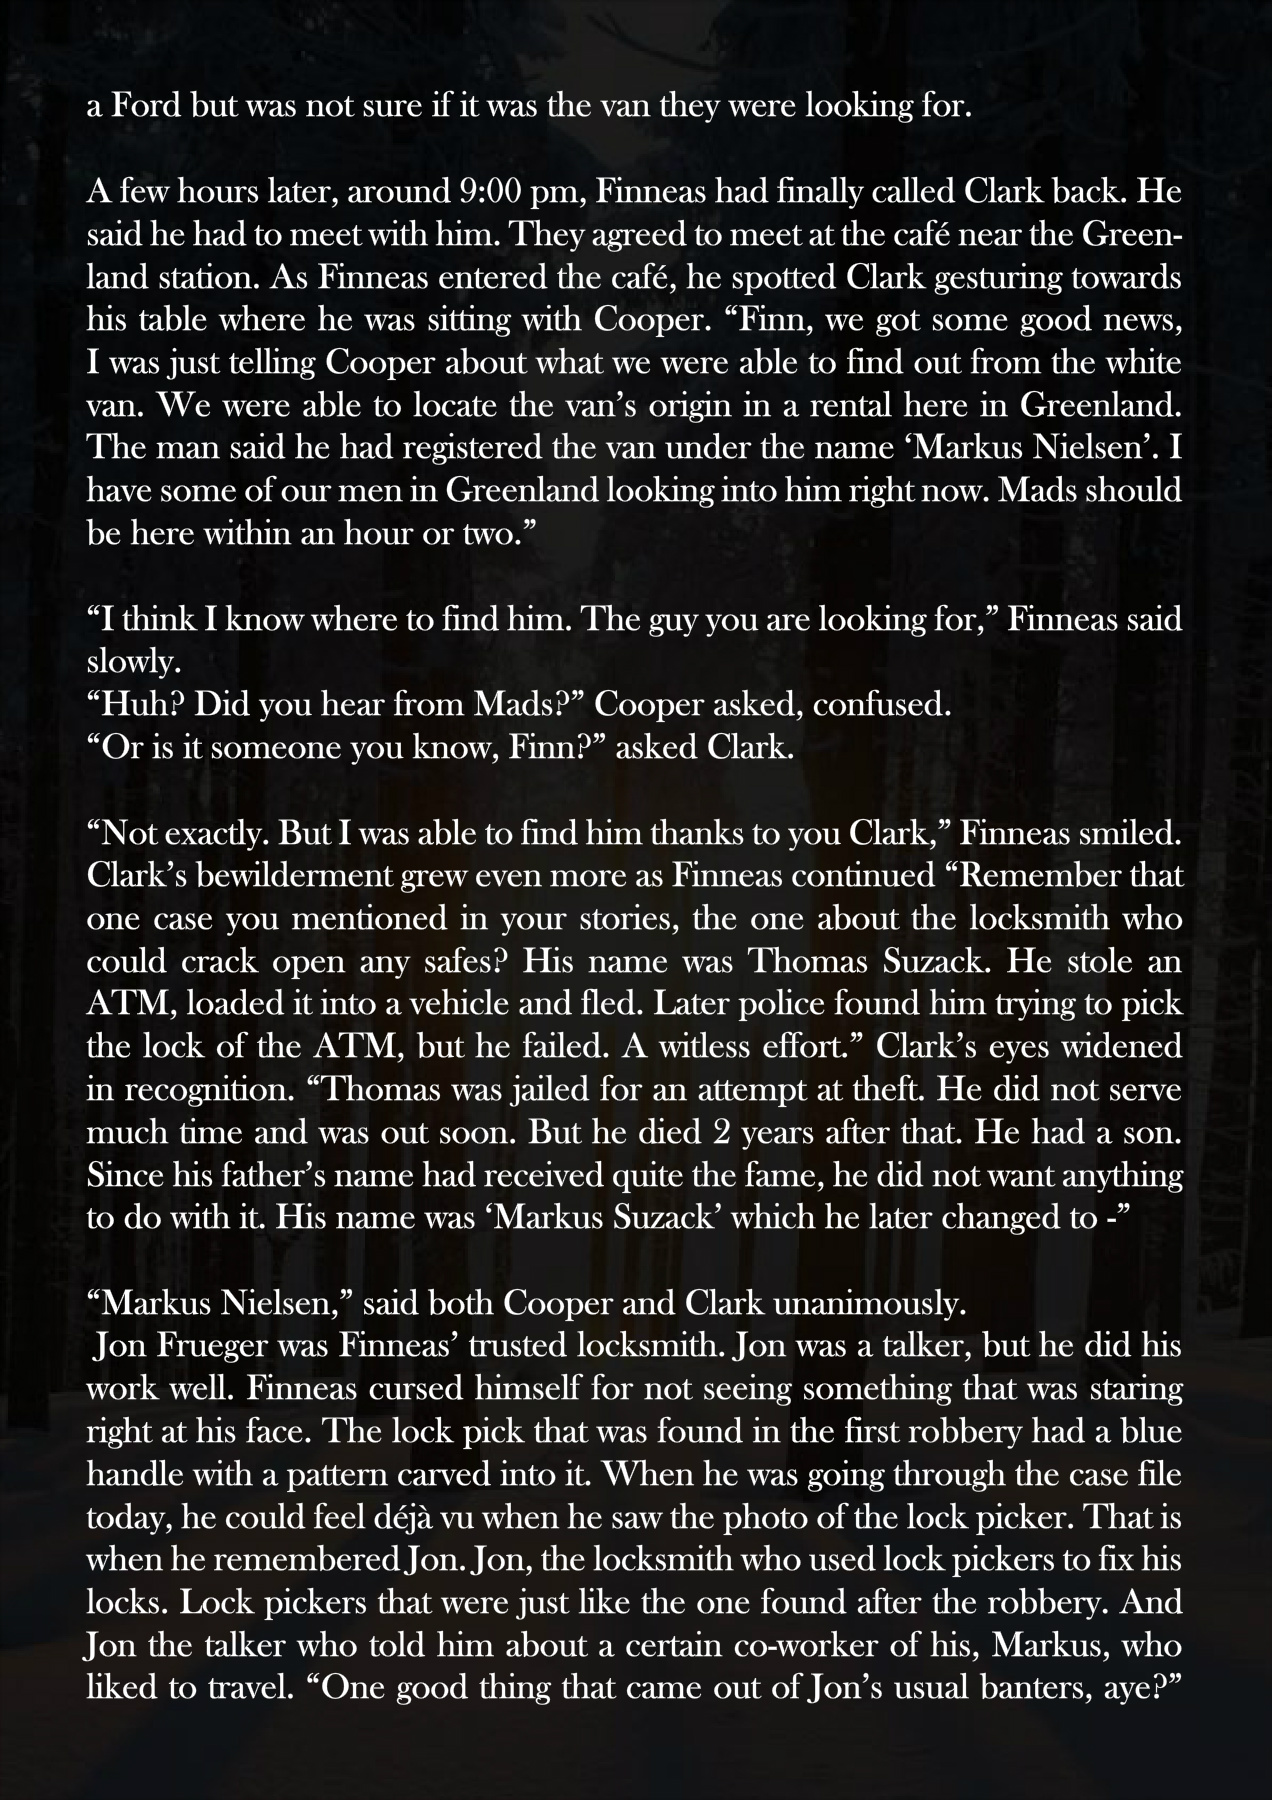 a Ford but was not sure if it was the van they were looking for.
A few hours later, around 9:00 pm, Finneas had finally called Clark back. He
said he had to meet with him. They agreed to meet at the café near the Green-
land station. As Finneas entered the café, he spotted Clark gesturing towards
his table where he was sitting with Cooper. “Finn, we got some good news,
I was just telling Cooper about what we were able to find out from the white
van. We were able to locate the van’s origin in a rental here in Greenland.
The man said he had registered the van under the name ‘Markus Nielsen’. I
have some of our men in Greenland looking into him right now. Mads should
be here within an hour or two.”
“I think I know where to find him. The guy you are looking for,” Finneas said
slowly.
“Huh? Did you hear from Mads?” Cooper asked, confused.
“Or is it someone you know, Finn?” asked Clark.
“Not exactly. But I was able to find him thanks to you Clark,” Finneas smiled.
Clark’s bewilderment grew even more as Finneas continued “Remember that
one case you mentioned in your stories, the one about the locksmith who
could crack open any safes? His name was Thomas Suzack. He stole an
ATM, loaded it into a vehicle and fled. Later police found him trying to pick
the lock of the ATM, but he failed. A witless effort.” Clark’s eyes widened
in recognition. “Thomas was jailed for an attempt at theft. He did not serve
much time and was out soon. But he died 2 years after that. He had a son.
Since his father’s name had received quite the fame, he did not want anything
to do with it. His name was ‘Markus Suzack’ which he later changed to -”
“Markus Nielsen,” said both Cooper and Clark unanimously.
Jon Frueger was Finneas’ trusted locksmith. Jon was a talker, but he did his
work well. Finneas cursed himself for not seeing something that was staring
right at his face. The lock pick that was found in the first robbery had a blue
handle with a pattern carved into it. When he was going through the case file
today, he could feel déjà vu when he saw the photo of the lock picker. That is
when he remembered Jon. Jon, the locksmith who used lock pickers to fix his
locks. Lock pickers that were just like the one found after the robbery. And
Jon the talker who told him about a certain co-worker of his, Markus, who
liked to travel. “One good thing that came out of Jon’s usual banters, aye?”